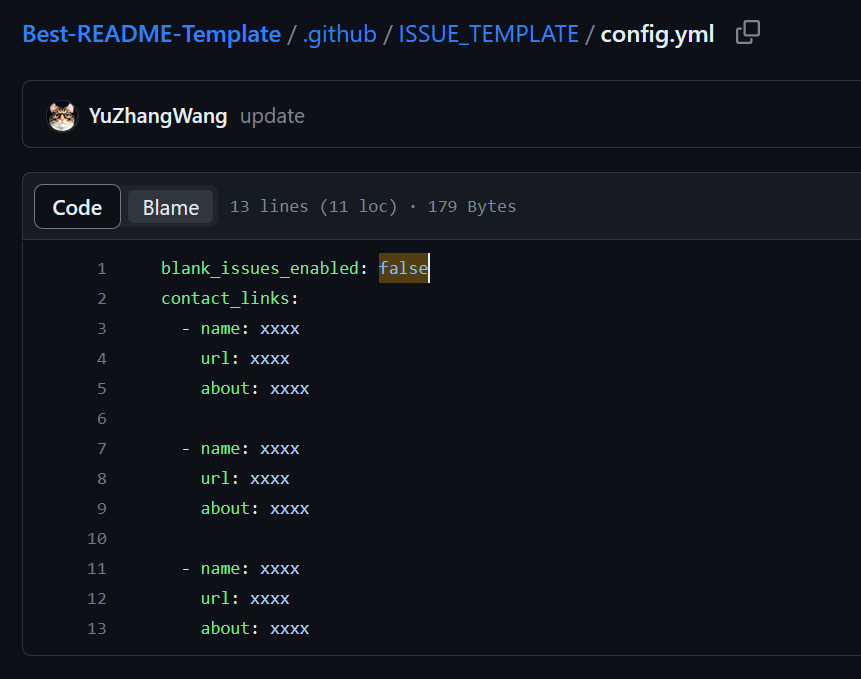 Best-README-Template / .github / ISSUE_TEMPLATE / config.yml
YuZhangWang update
Code Blame 13 lines (11 loc) · 179 Bytes
1 blank_issues_enabled: false
2 contact_links:
3 - name: xxxx
4 url: xxxx
5 about: xxxx
6
7 - name: xxxx
8 url: xxxx
9 about: xxxx
10
11 - name: xxxx
12 url: xxxx
13 about: xxxx